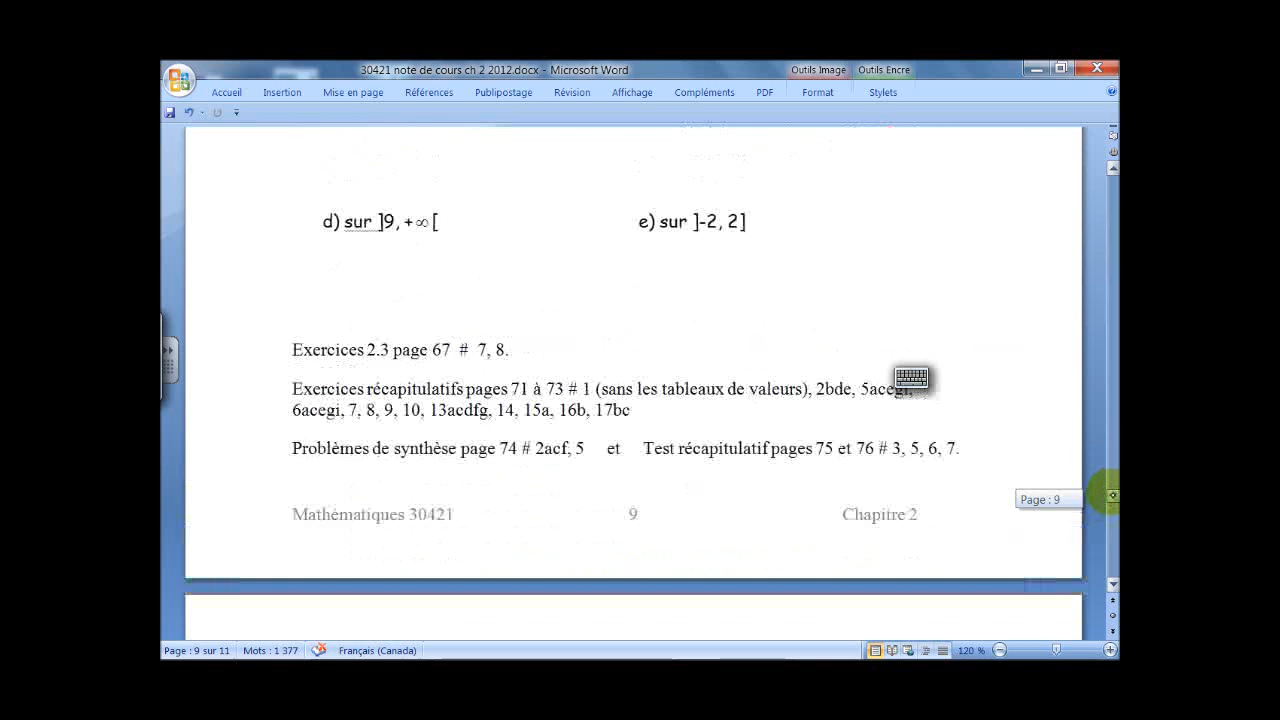 30421 note de cours ch 2 2012.docx - Microsoft Word
Outils Image Outils Encre
Accueil Insertion Mise en page Références Publipostage Révision Affichage Compléments PDF Format Stylets
d) sur ]9, +∞ [ e) sur ]-2, 2]
Exercices 2.3 page 67 # 7, 8.
Exercices récapitulatifs pages 71 à 73 # 1 (sans les tableaux de valeurs), 2bde, 5acegi,
6acegi, 7, 8, 9, 10, 13acdfg, 14, 15a, 16b, 17bc
Problèmes de synthèse page 74 # 2acf, 5 et Test récapitulatif pages 75 et 76 # 3, 5, 6, 7.
Page : 9
Mathématiques 30421 9 Chapitre 2
Page : 9 sur 11 Mots : 1 377 Français (Canada) 120 %